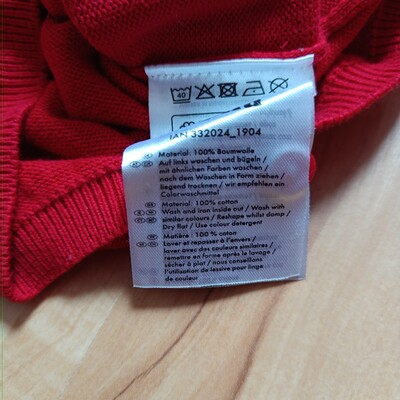 40
IAN 332024_1904
Material: 100% Baumwolle
Auf links waschen und bügeln /
mit ähnlichen Farben waschen /
nach dem Waschen in Form ziehen /
liegend trocknen / wir empfehlen ein
Colorwaschmittel
Material: 100% cotton
Wash and iron inside out / Wash with
similar colours / Reshape whilst damp /
Dry flat / Use colour detergent
Matière : 100 % coton
Laver et repasser à l'envers /
laver avec des couleurs similaires /
remettre en forme après le lavage /
sécher à plat / nous conseillons
l'utilisation de lessive pour linge
de couleur